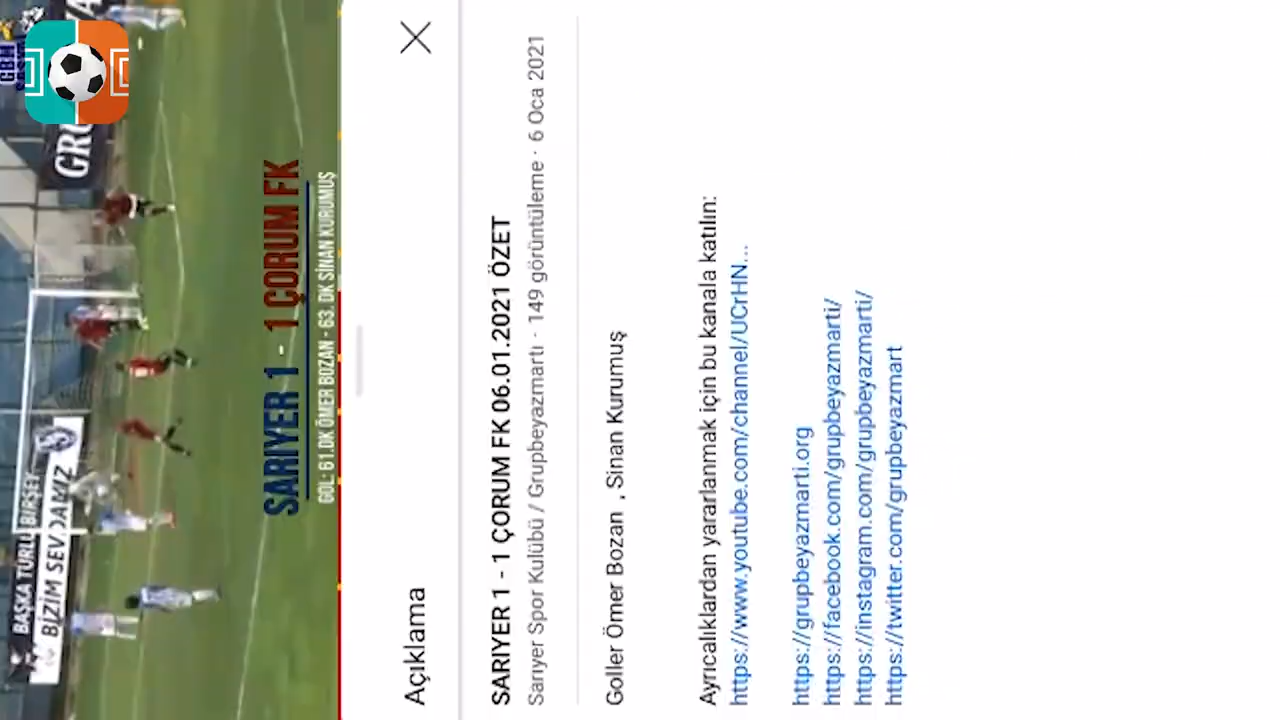 GBM
GRU
BAŞKA TÜRLÜ BİRŞEY
BİZİM SEVDAMIZ
SARIYER 1 - 1 ÇORUM FK
GOL: 61.DK ÖMER BOZAN - 63. DK SİNAN KURUMUŞ
Açıklama
SARIYER 1 - 1 ÇORUM FK 06.01.2021 ÖZET
Sarıyer Spor Kulübü / Grupbeyazmartı · 149 görüntüleme · 6 Oca 2021
Goller Ömer Bozan , Sinan Kurumuş
Ayrıcalıklardan yararlanmak için bu kanala katılın:
https://www.youtube.com/channel/UCrHN...
https://grupbeyazmarti.org
https://facebook.com/grupbeyazmarti/
https://instagram.com/grupbeyazmarti/
https://twitter.com/grupbeyazmart